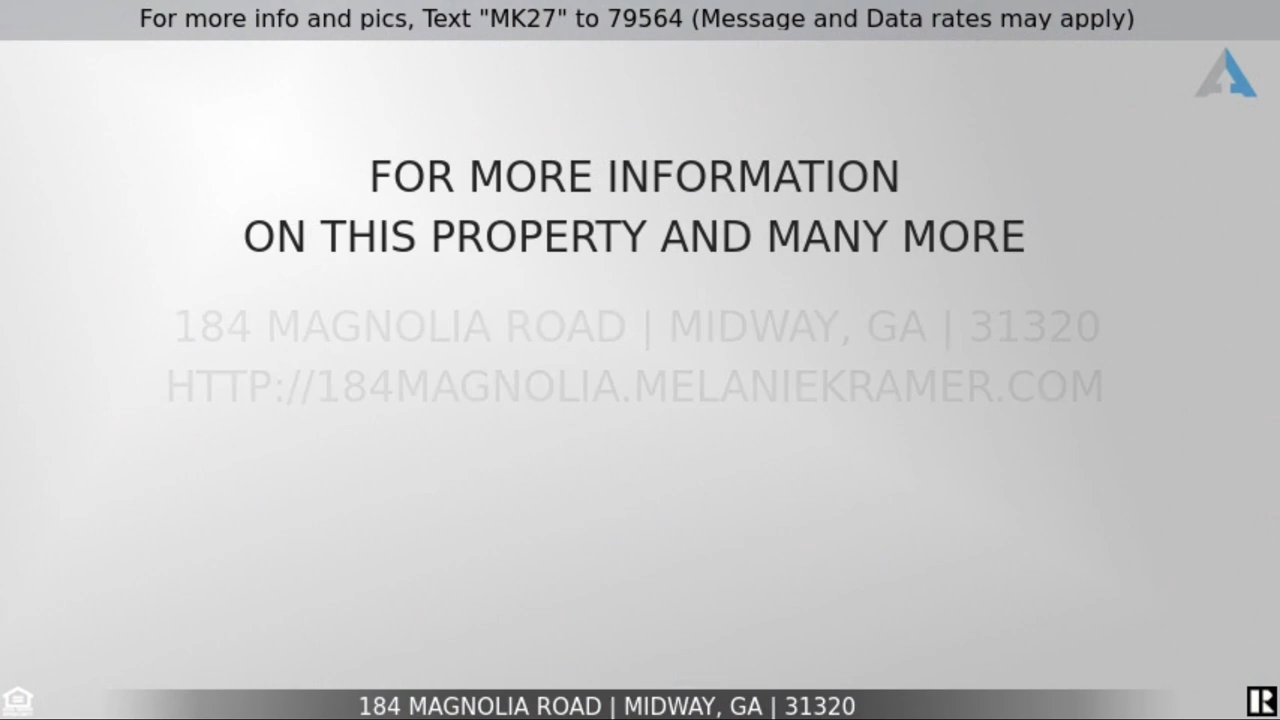 For more info and pics, Text "MK27" to 79564 (Message and Data rates may apply)
FOR MORE INFORMATION
ON THIS PROPERTY AND MANY MORE
184 MAGNOLIA ROAD | MIDWAY, GA | 31320
HTTP://184MAGNOLIA.MELANIEKRAMER.COM
184 MAGNOLIA ROAD | MIDWAY, GA | 31320